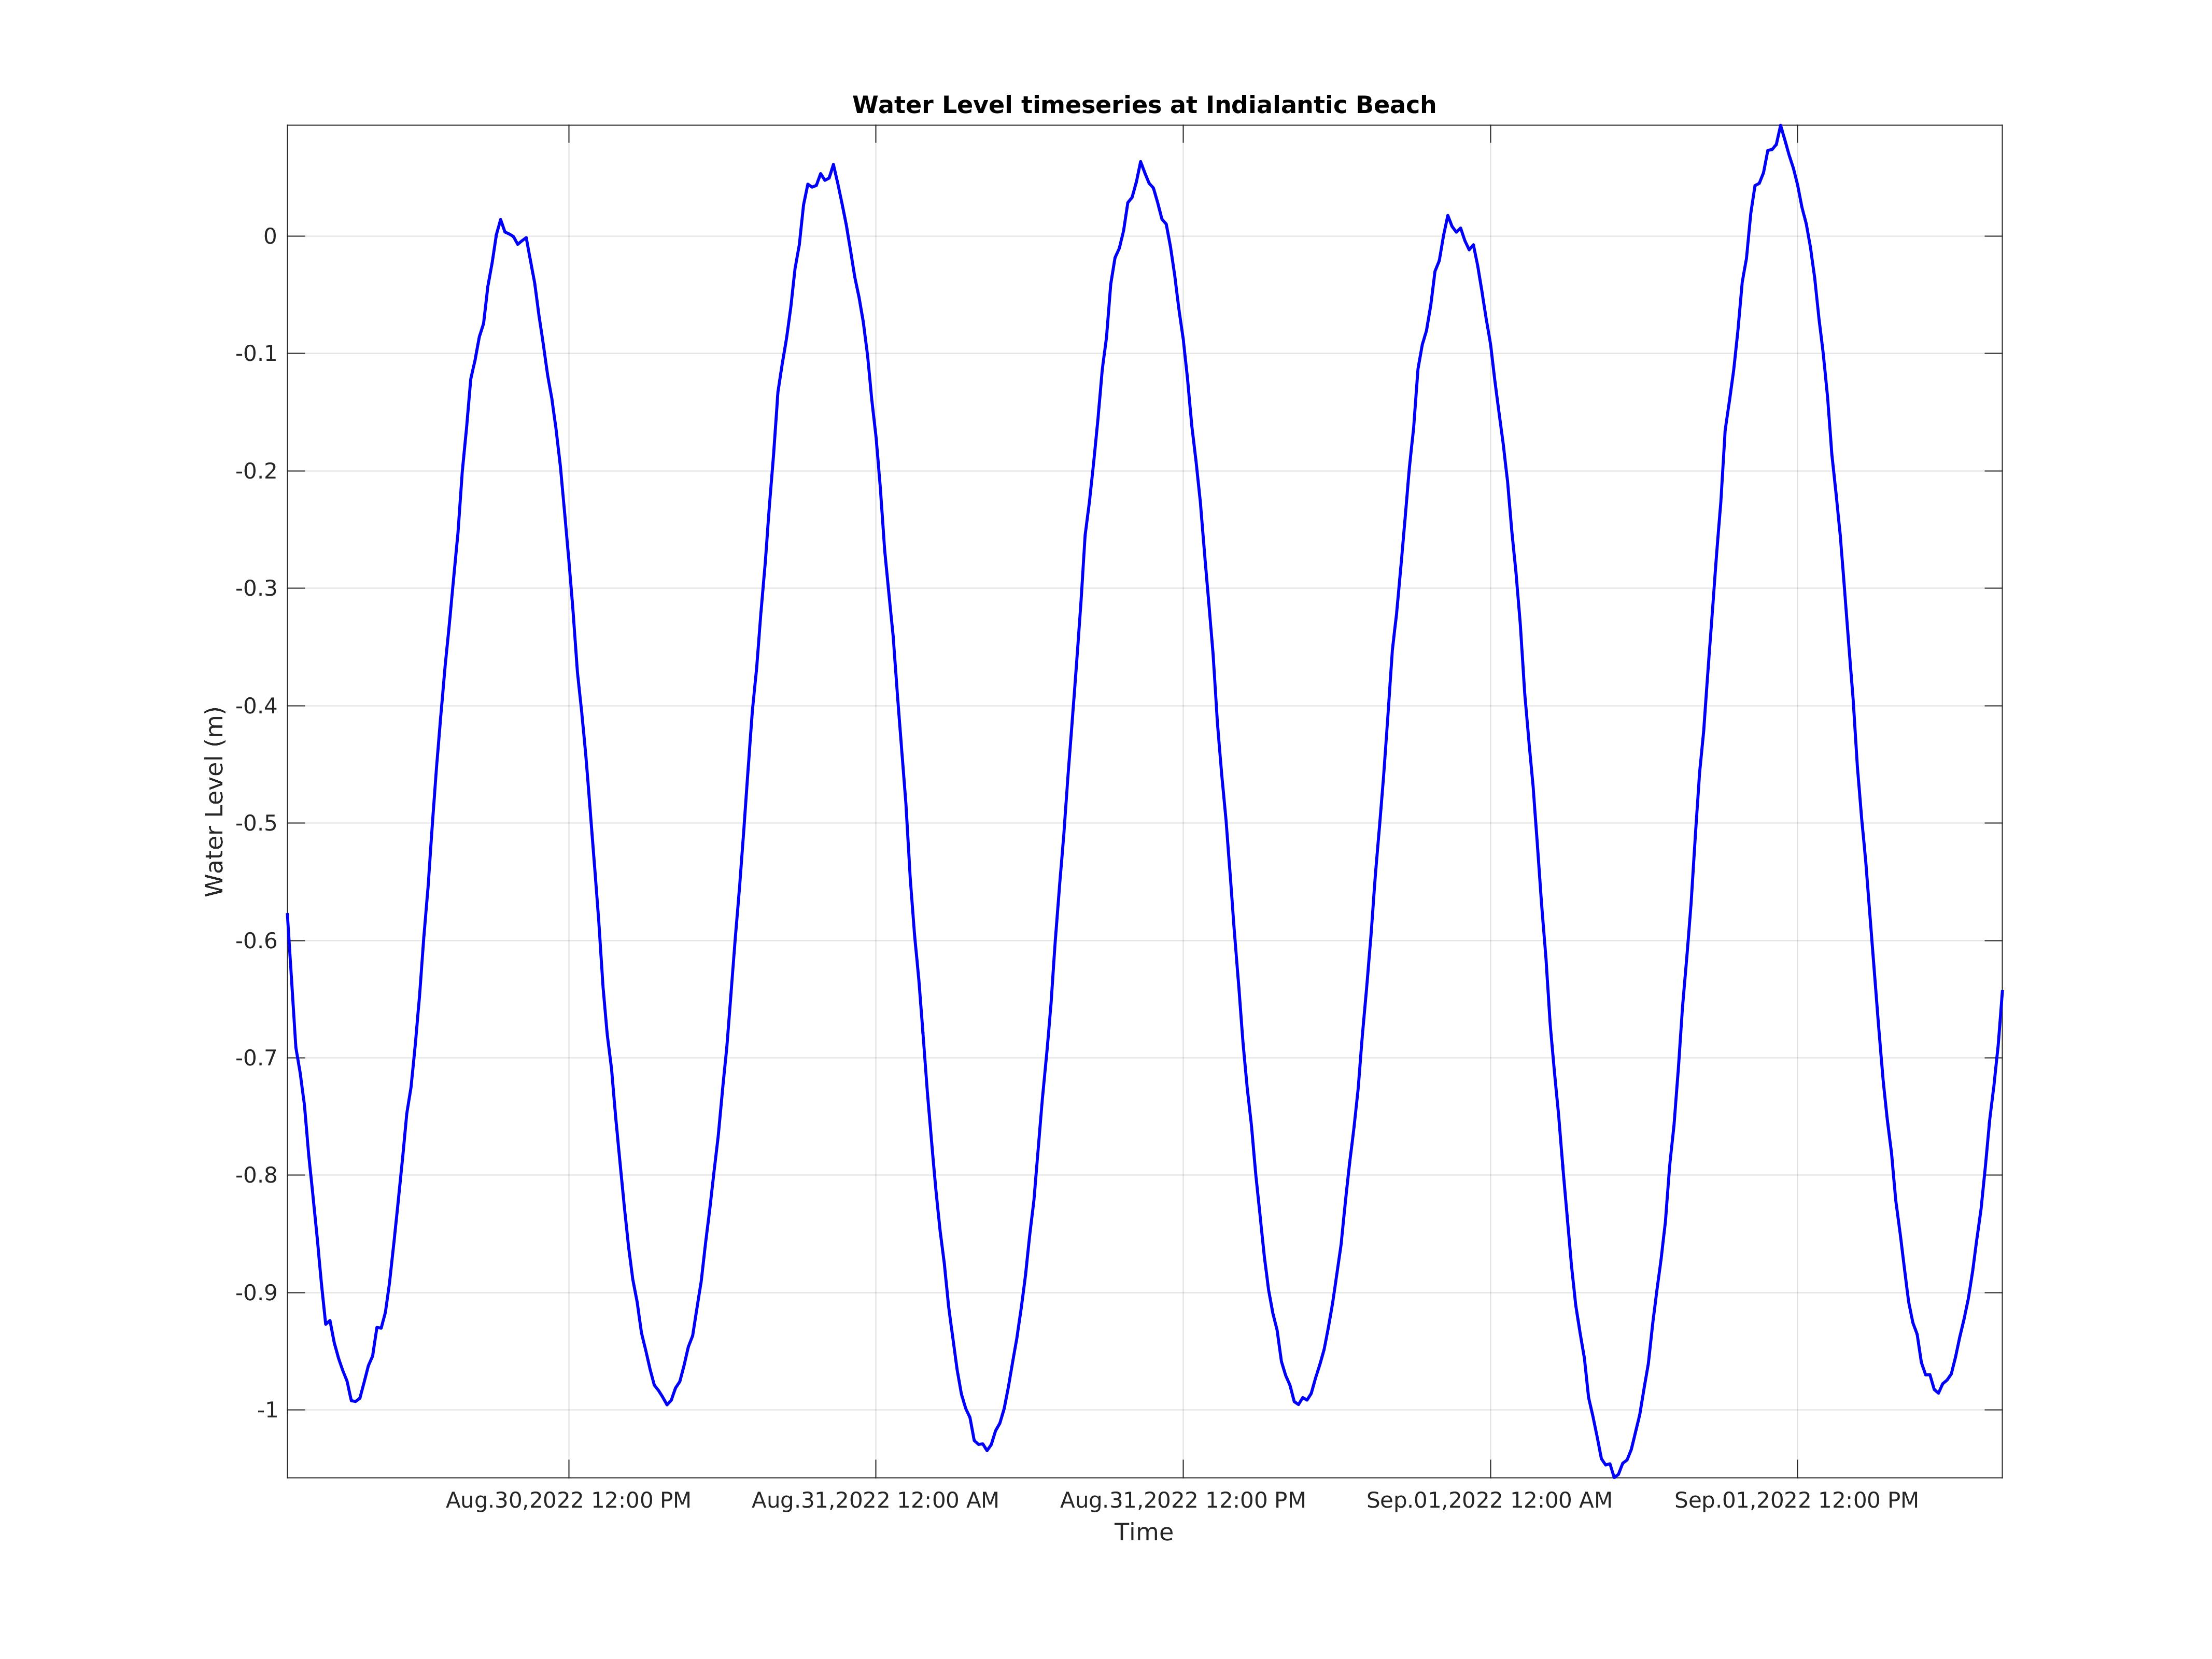 Water Level timeseries at Indialantic Beach
0
-0.1
-0.2
-0.3
-0.4
-0.5
-0.6
-0.7
-0.8
-0.9
-1
Water Level (m)
Aug.30,2022 12:00 PM
Aug.31,2022 12:00 AM
Aug.31,2022 12:00 PM
Sep.01,2022 12:00 AM
Sep.01,2022 12:00 PM
Time